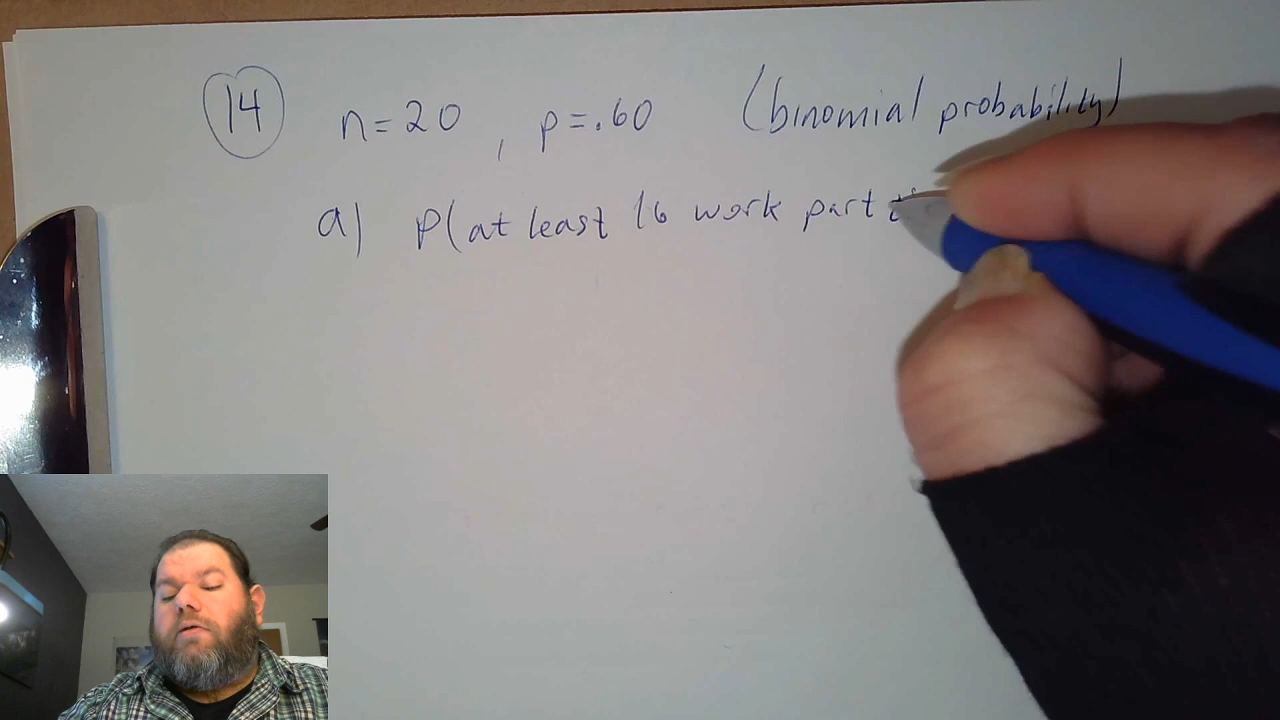 14 n=20 , p=.60 (binomial probability)
a) P(at least 16 work part